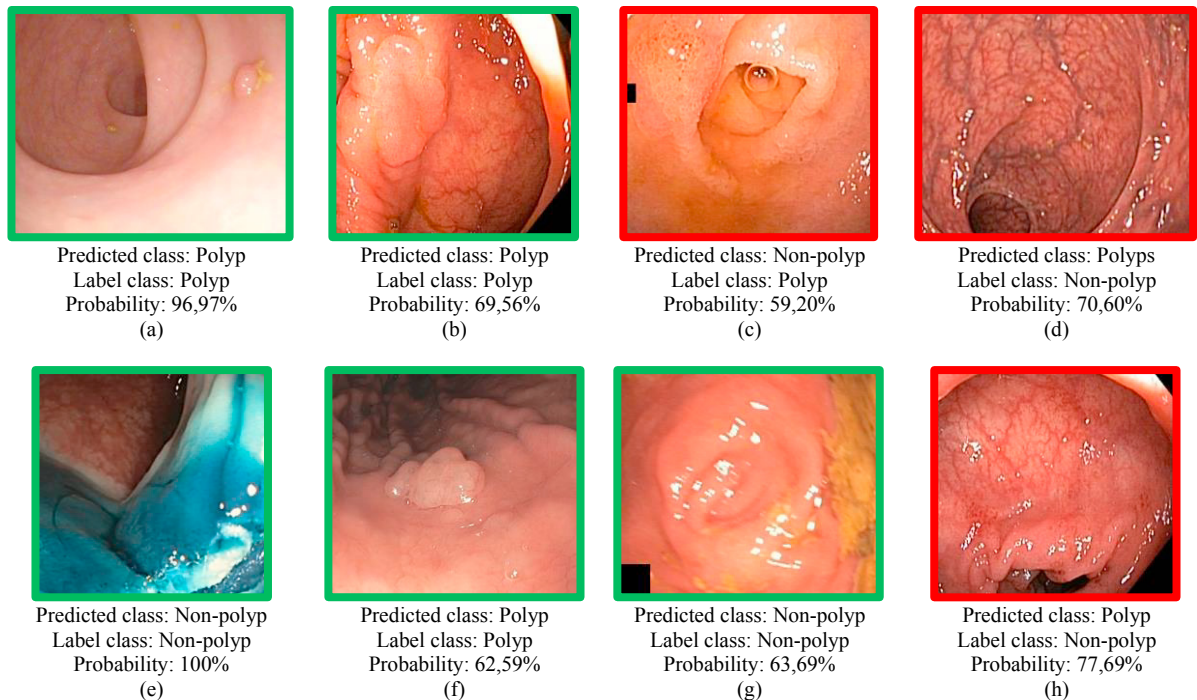 Predicted class: Polyp
Label class: Polyp
Probability: 96,97%
(a)
Predicted class: Polyp
Label class: Polyp
Probability: 69,56%
(b)
Predicted class: Non-polyp
Label class: Polyp
Probability: 59,20%
(c)
Predicted class: Polyps
Label class: Non-polyp
Probability: 70,60%
(d)
Predicted class: Non-polyp
Label class: Non-polyp
Probability: 100%
(e)
Predicted class: Polyp
Label class: Polyp
Probability: 62,59%
(f)
Predicted class: Non-polyp
Label class: Non-polyp
Probability: 63,69%
(g)
Predicted class: Polyp
Label class: Non-polyp
Probability: 77,69%
(h)